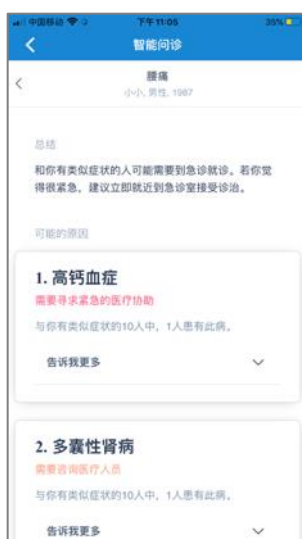 中国移动 下午11:05 35%
智能问诊
腰痛
小小, 男性, 1987
总结
和你有类似症状的人可能需要到急诊就诊。若你觉
得很紧急，建议立即就近到急诊室接受诊治。
可能的原因
1. 高钙血症
需要寻求紧急的医疗协助
与你有类似症状的10人中，1人患有此病。
告诉我更多
2. 多囊性肾病
需要咨询医疗人员
与你有类似症状的10人中，1人患有此病。
告诉我更多